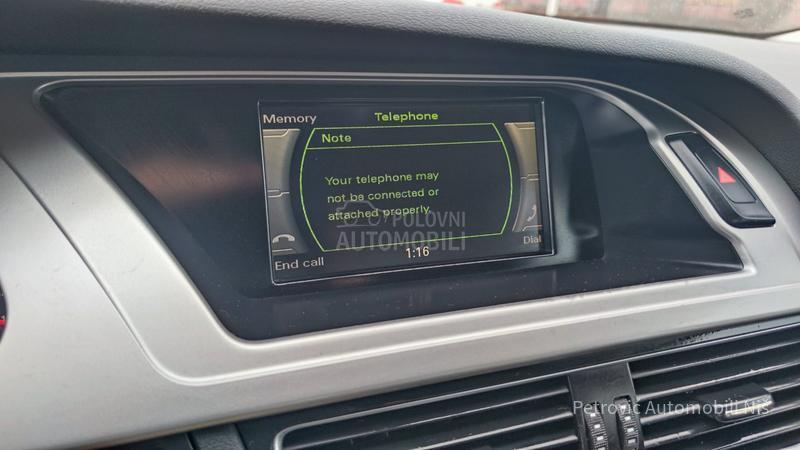 Memory
Telephone
Note
Your telephone may
not be connected or
attached properly.
POLOVNI
AUTOMOBILI
End call
1:16
Dial
Petrovic Automobil Nis